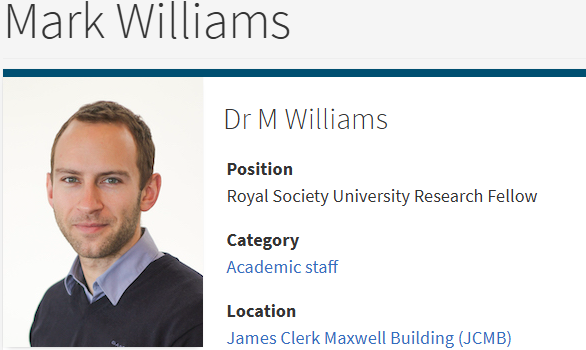 Mark Williams
Dr M Williams
Position
Royal Society University Research Fellow
Category
Academic staff
Location
James Clerk Maxwell Building (JCMB)